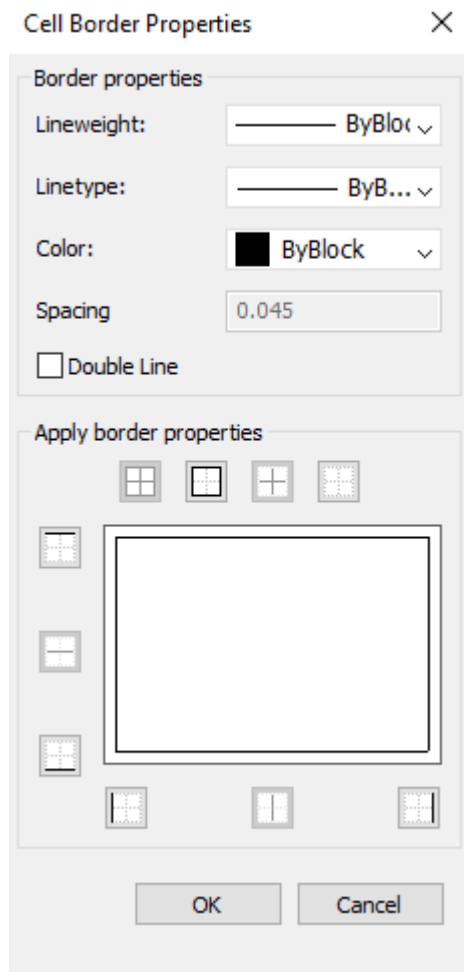 Cell Border Properties
Border properties
Lineweight: ByBloc
Linetype: ByB...
Color: ByBlock
Spacing 0.045
Double Line
Apply border properties
OK Cancel